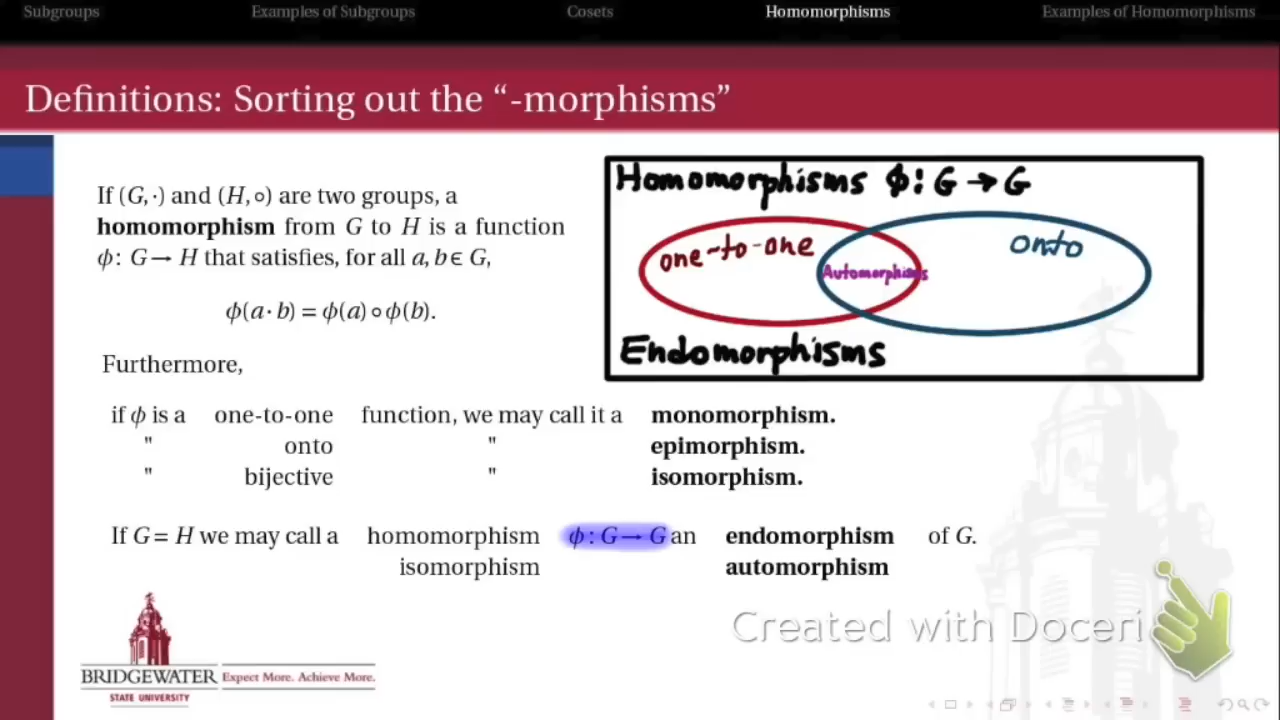 Subgroups Examples of Subgroups Cosets Homomorphisms Examples of Homomorphisms
Definitions: Sorting out the “-morphisms”
If (G, ·) and (H, ∘) are two groups, a
homomorphism from G to H is a function
ϕ: G → H that satisfies, for all a, b ∈ G,
ϕ(a · b) = ϕ(a) ∘ ϕ(b).
Homomorphisms ϕ: G → G
one-to-one
onto
Automorphisms
Endomorphisms
Furthermore,
if ϕ is a one-to-one function, we may call it a monomorphism.
" onto " epimorphism.
" bijective " isomorphism.
If G = H we may call a homomorphism ϕ: G → G an endomorphism of G.
isomorphism automorphism
Created with Doceri
BRIDGEWATER Expect More. Achieve More.
STATE UNIVERSITY